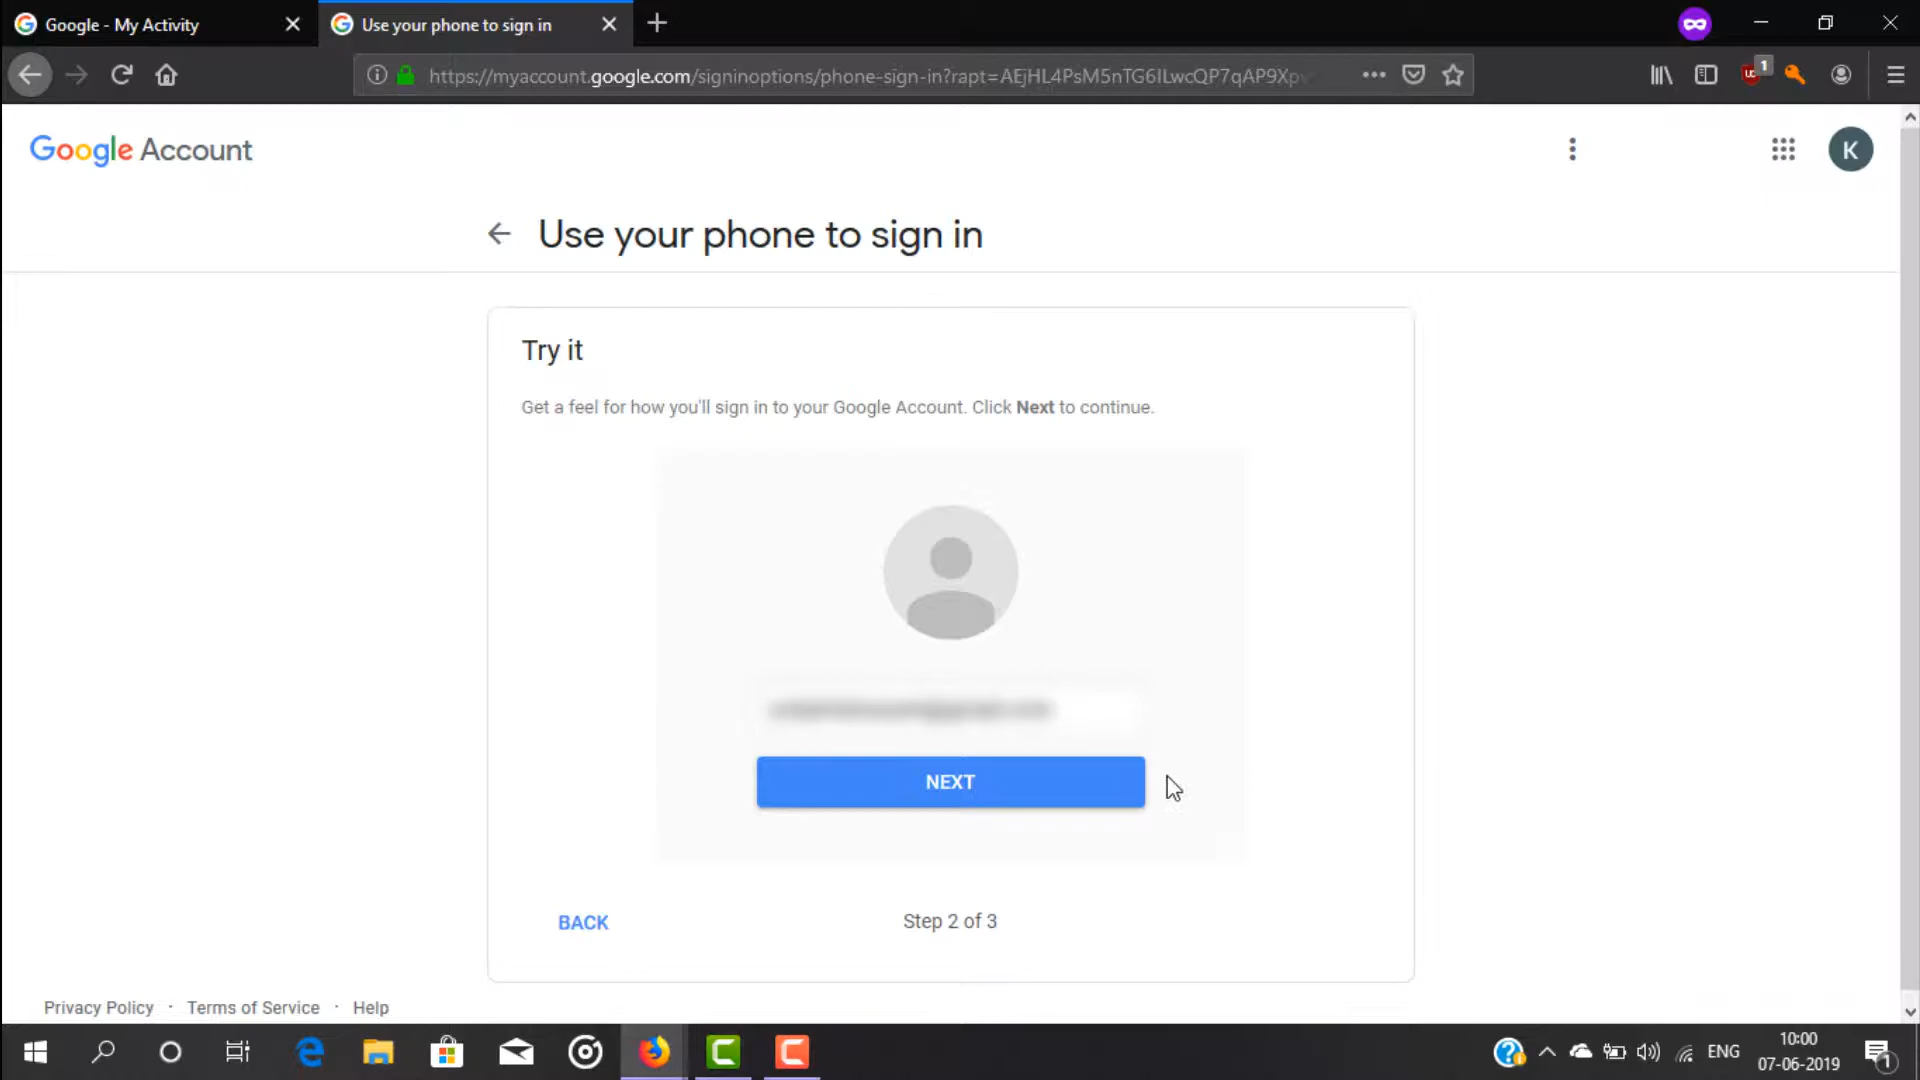 Google - My Activity
Use your phone to sign in
https://myaccount.google.com/signinoptions/phone-sign-in?rapt=AEjHL4PsM5nTG6ILwcQP7qAP9Xpv
1
Google Account
K
Use your phone to sign in
Try it
Get a feel for how you'll sign in to your Google Account. Click Next to continue.
NEXT
BACK
Step 2 of 3
Privacy Policy · Terms of Service · Help
ENG
10:00
07-06-2019
1